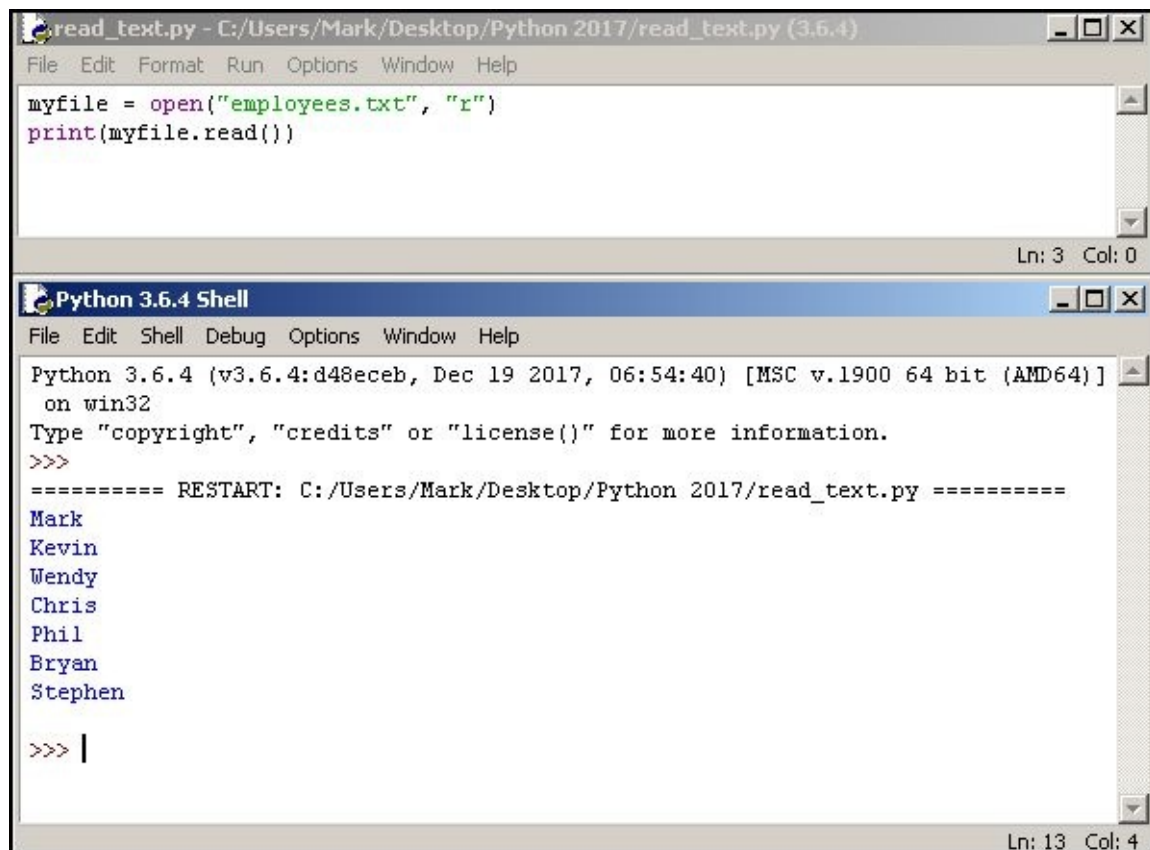 read_text.py - C:/Users/Mark/Desktop/Python 2017/read_text.py (3.6.4)
File Edit Format Run Options Window Help
myfile = open("employees.txt", "r")
print(myfile.read())
Ln: 3 Col: 0
Python 3.6.4 Shell
File Edit Shell Debug Options Window Help
Python 3.6.4 (v3.6.4:d48eceb, Dec 19 2017, 06:54:40) [MSC v.1900 64 bit (AMD64)]
on win32
Type "copyright", "credits" or "license()" for more information.
>>>
========== RESTART: C:/Users/Mark/Desktop/Python 2017/read_text.py ==========
Mark
Kevin
Wendy
Chris
Phil
Bryan
Stephen
>>>
Ln: 13 Col: 4